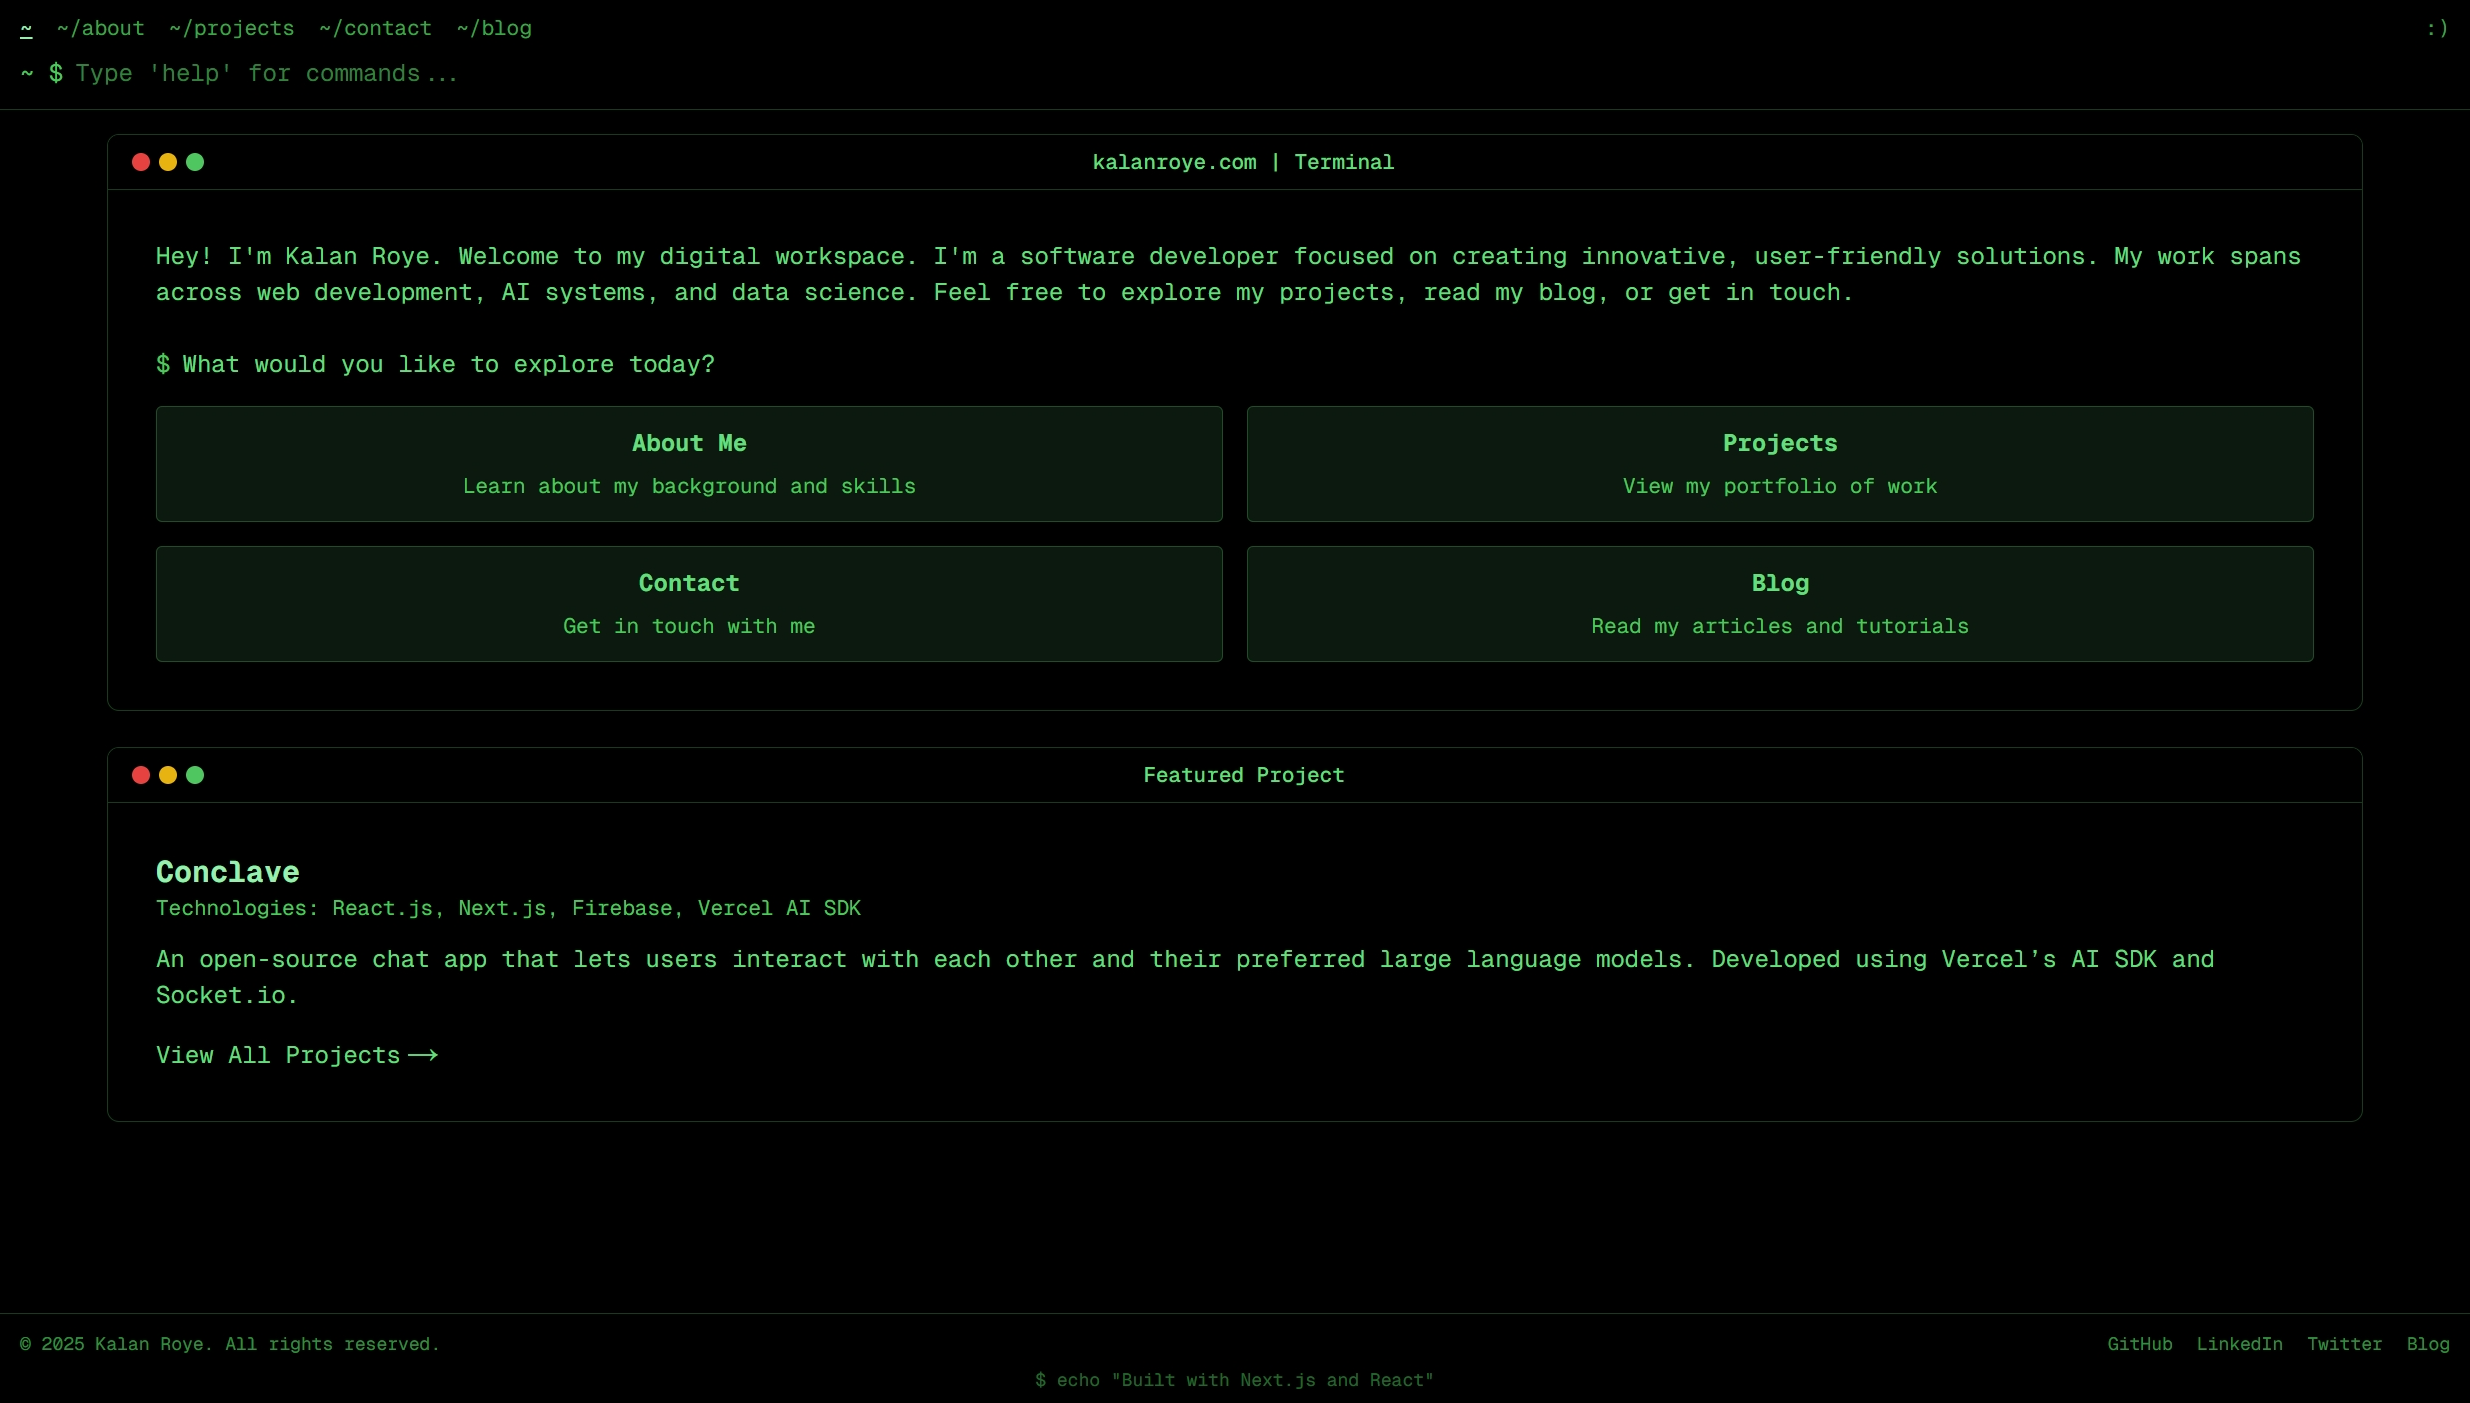 ~ ~/about ~/projects ~/contact ~/blog :)
~ $ Type 'help' for commands...
kalanroye.com | Terminal
Hey! I'm Kalan Roye. Welcome to my digital workspace. I'm a software developer focused on creating innovative, user-friendly solutions. My work spans
across web development, AI systems, and data science. Feel free to explore my projects, read my blog, or get in touch.
$ What would you like to explore today?
About Me
Learn about my background and skills
Projects
View my portfolio of work
Contact
Get in touch with me
Blog
Read my articles and tutorials
Featured Project
Conclave
Technologies: React.js, Next.js, Firebase, Vercel AI SDK
An open-source chat app that lets users interact with each other and their preferred large language models. Developed using Vercel’s AI SDK and
Socket.io.
View All Projects →
© 2025 Kalan Roye. All rights reserved.
GitHub LinkedIn Twitter Blog
$ echo "Built with Next.js and React"